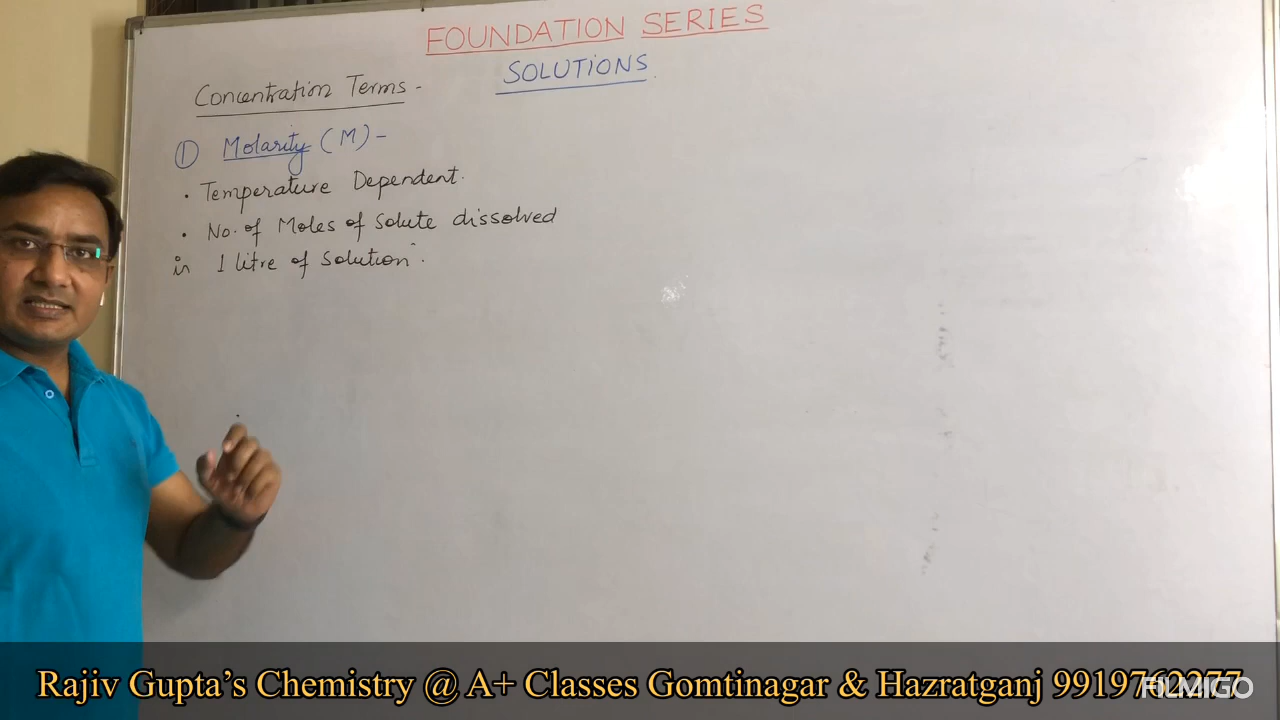 FOUNDATION SERIES
SOLUTIONS
Concentration Terms -
① Molarity (M) -
• Temperature Dependent.
• No. of Moles of Solute dissolved
in 1 litre of Solution.
Rajiv Gupta's Chemistry @ A+ Classes Gomtinagar & Hazratganj 9919762277
FILMIGO